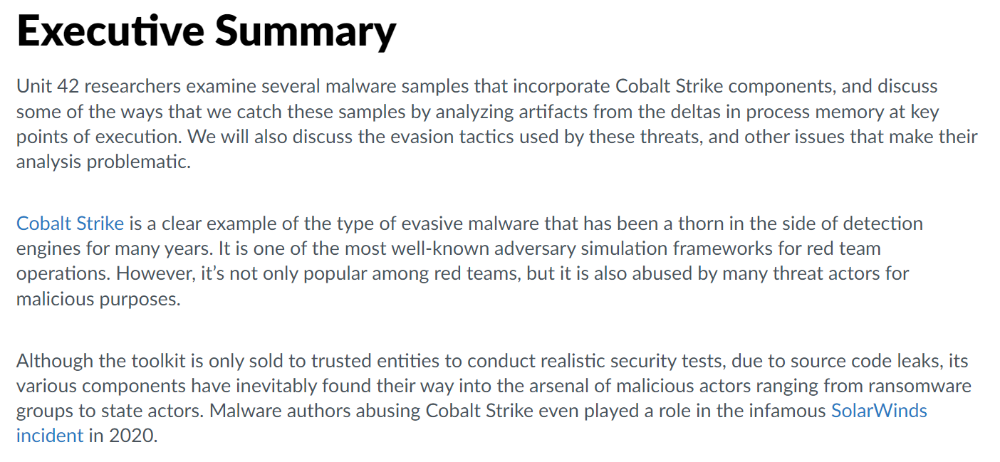 Executive Summary
Unit 42 researchers examine several malware samples that incorporate Cobalt Strike components, and discuss
some of the ways that we catch these samples by analyzing artifacts from the deltas in process memory at key
points of execution. We will also discuss the evasion tactics used by these threats, and other issues that make their
analysis problematic.
Cobalt Strike is a clear example of the type of evasive malware that has been a thorn in the side of detection
engines for many years. It is one of the most well-known adversary simulation frameworks for red team
operations. However, it’s not only popular among red teams, but it is also abused by many threat actors for
malicious purposes.
Although the toolkit is only sold to trusted entities to conduct realistic security tests, due to source code leaks, its
various components have inevitably found their way into the arsenal of malicious actors ranging from ransomware
groups to state actors. Malware authors abusing Cobalt Strike even played a role in the infamous SolarWinds
incident in 2020.